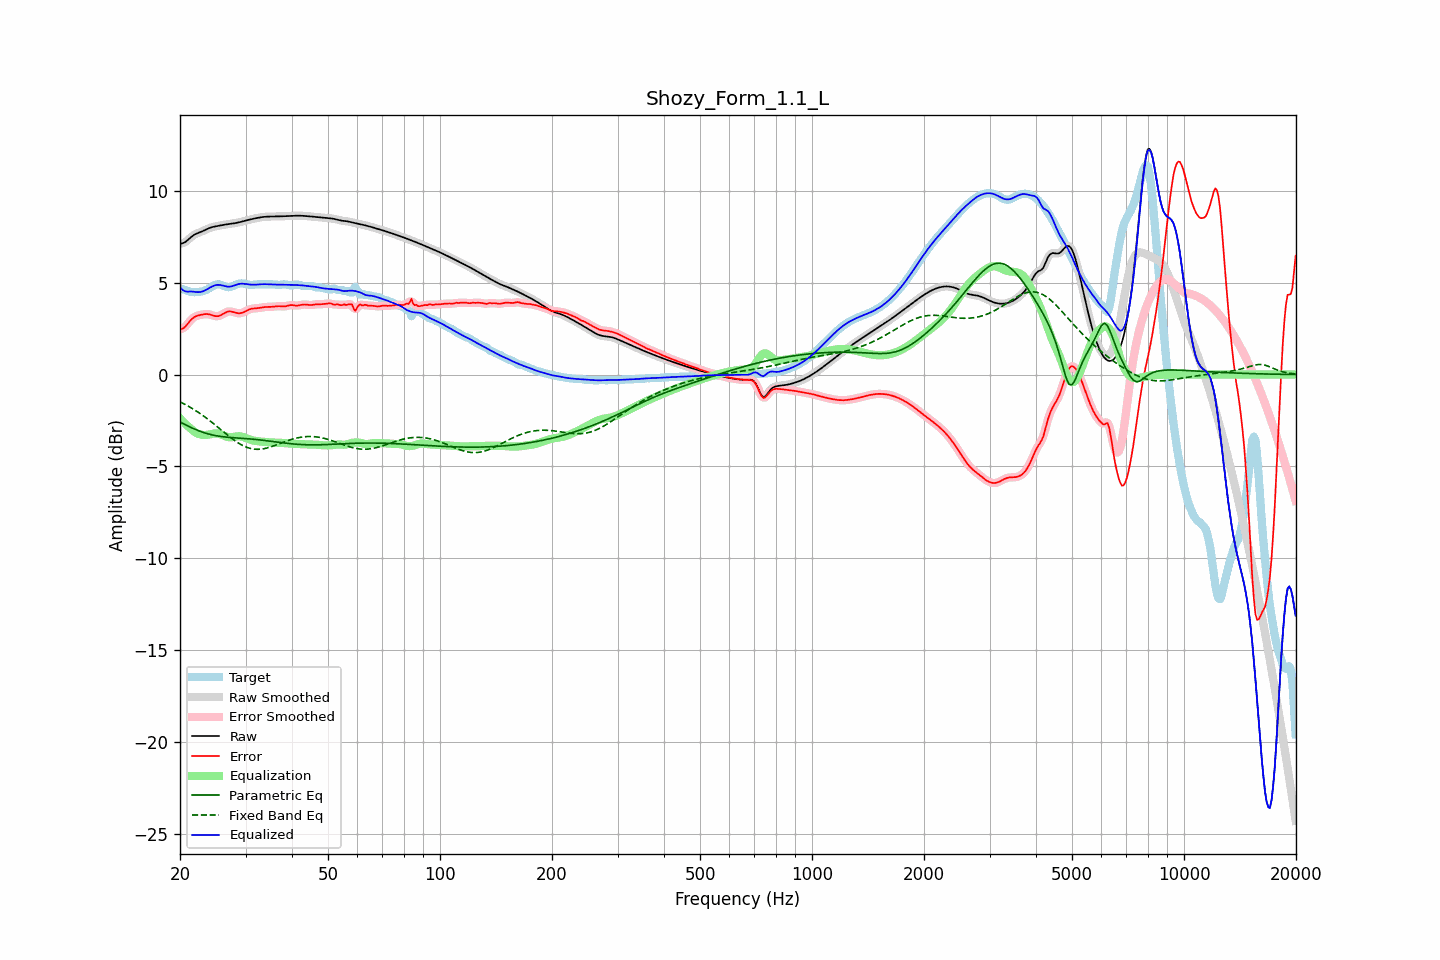 Shozy_Form_1.1_L
Amplitude (dBr)
10
5
0
−5
−10
−15
−20
−25
Target
Raw Smoothed
Error Smoothed
Raw
Error
Equalization
Parametric Eq
Fixed Band Eq
Equalized
20 50 100 200 500 1000 2000 5000 10000 20000
Frequency (Hz)